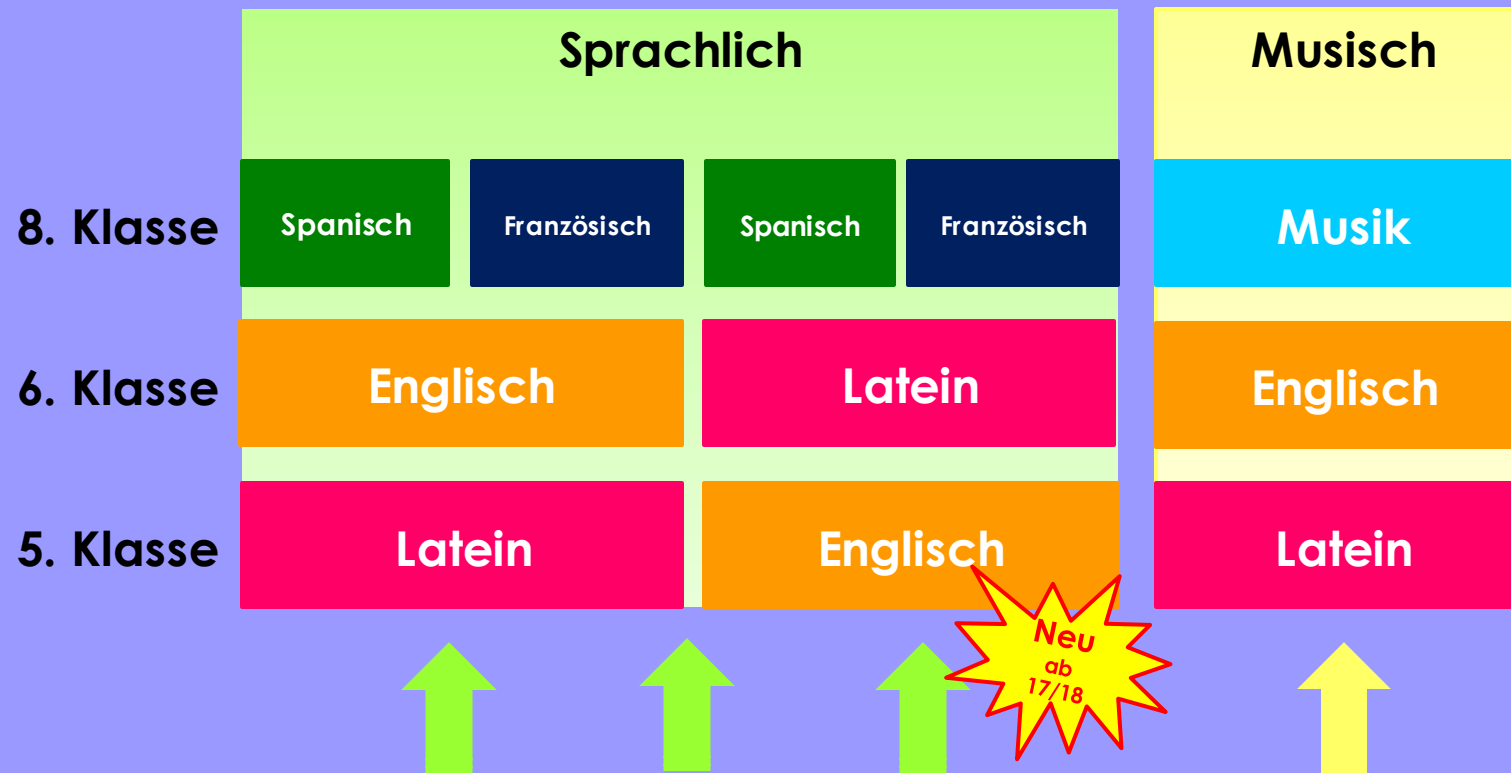 Sprachlich
Musisch
8. Klasse
Spanisch
Französisch
Spanisch
Französisch
Musik
6. Klasse
Englisch
Latein
Englisch
5. Klasse
Latein
Englisch
Latein
Neu
ab
17/18